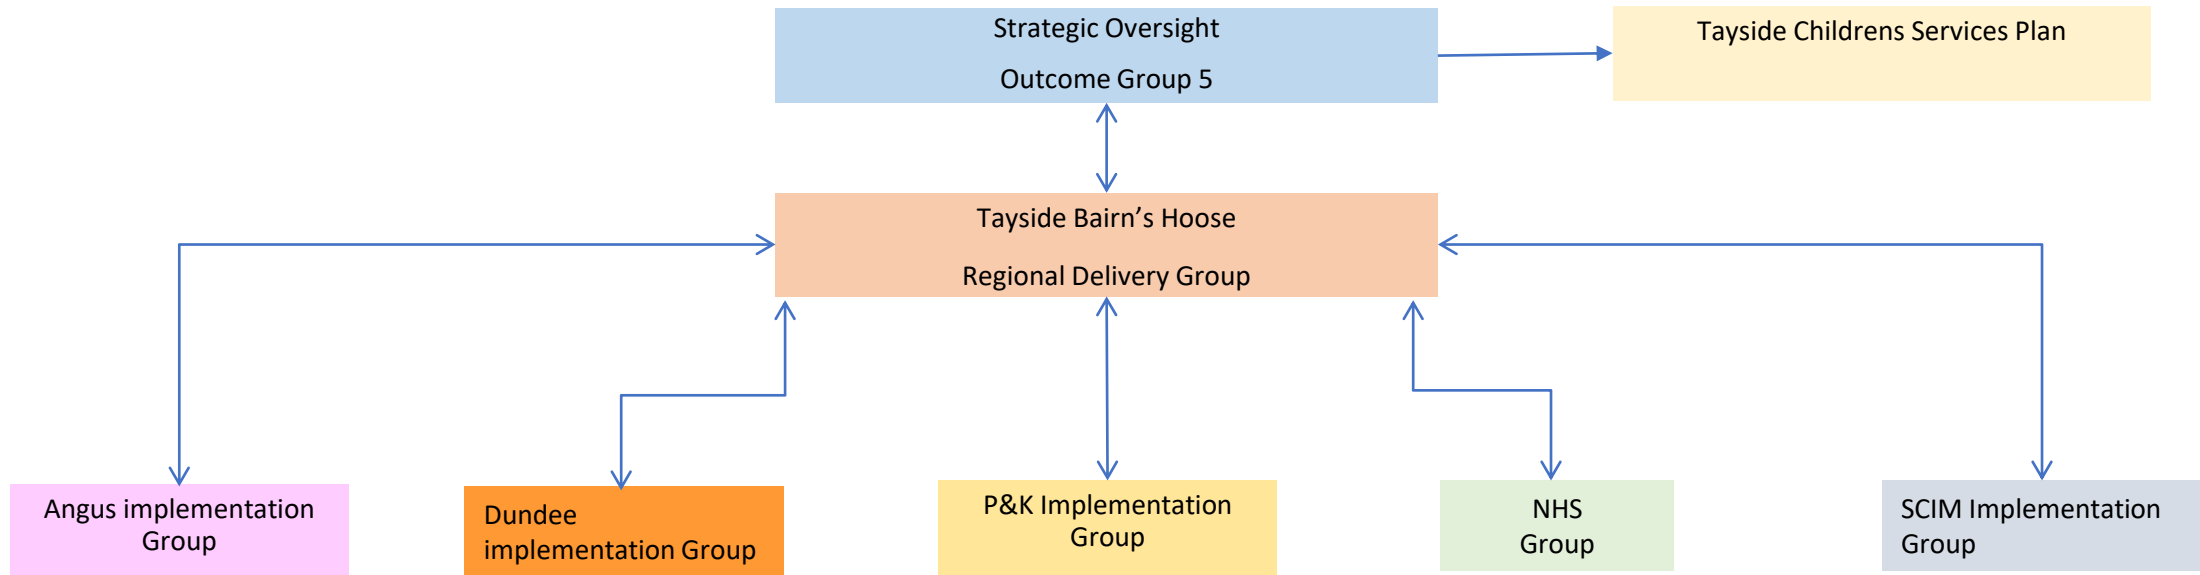 Strategic Oversight
Outcome Group 5
Tayside Childrens Services Plan
Tayside Bairn’s Hoose
Regional Delivery Group
Angus implementation
Group
Dundee
implementation Group
P&K Implementation
Group
NHS
Group
SCIM Implementation
Group